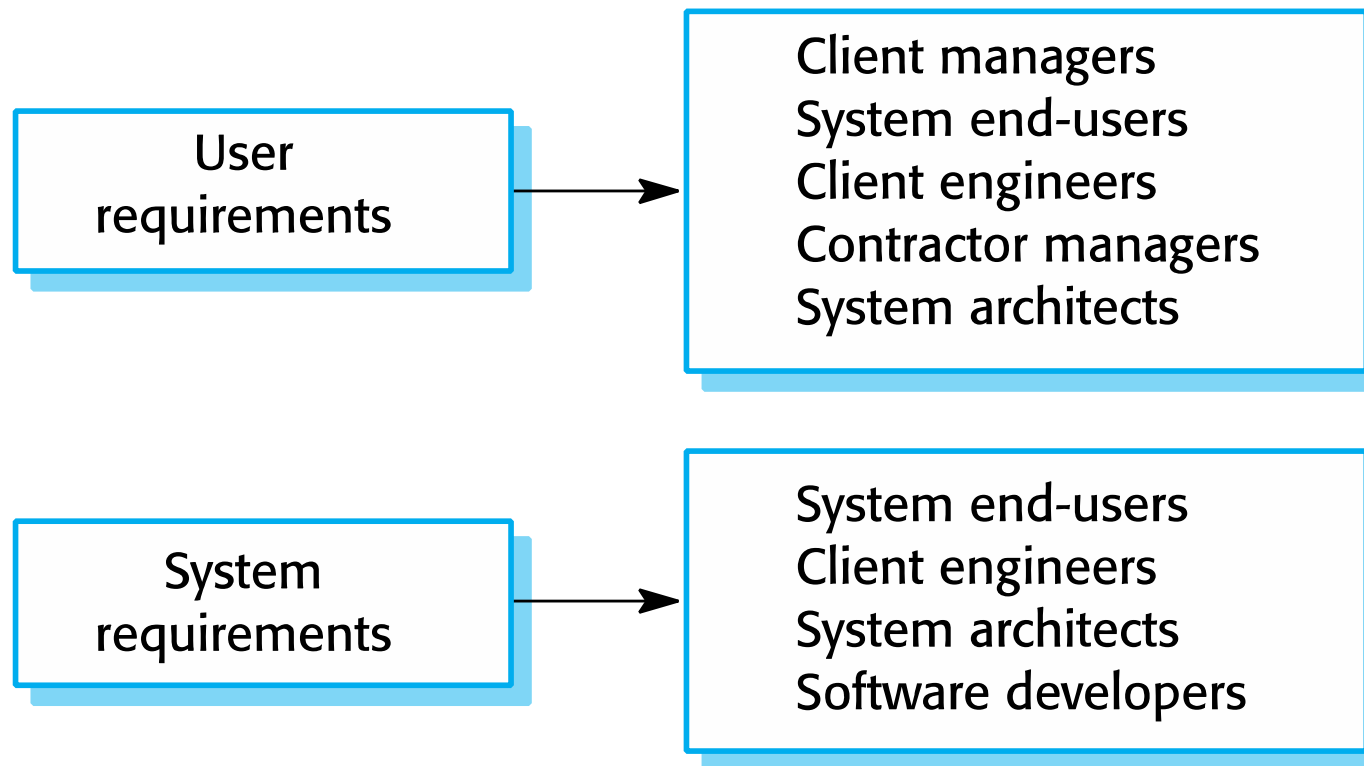 User
requirements
Client managers
System end-users
Client engineers
Contractor managers
System architects
System
requirements
System end-users
Client engineers
System architects
Software developers